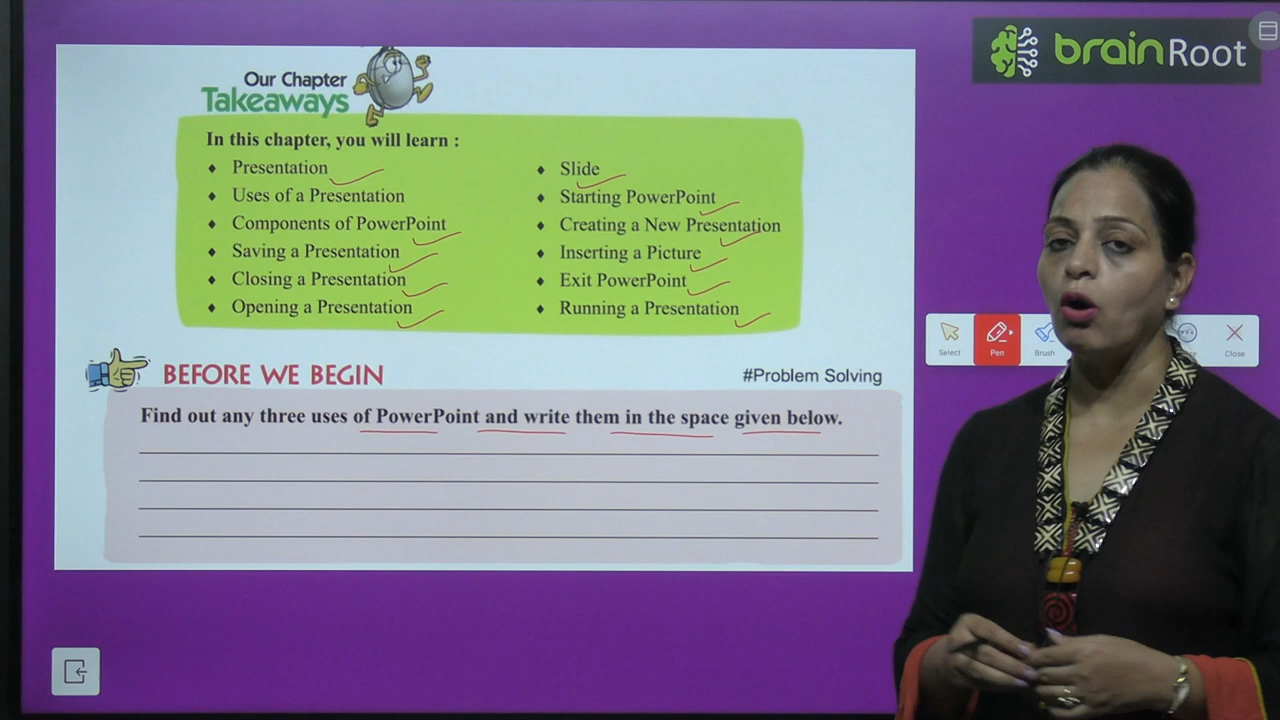 brainRoot
Our Chapter
Takeaways
In this chapter, you will learn :
♦ Presentation
♦ Uses of a Presentation
♦ Components of PowerPoint
♦ Saving a Presentation
♦ Closing a Presentation
♦ Opening a Presentation
♦ Slide
♦ Starting PowerPoint
♦ Creating a New Presentation
♦ Inserting a Picture
♦ Exit PowerPoint
♦ Running a Presentation
Select
Pen
Brush
Close
BEFORE WE BEGIN
#Problem Solving
Find out any three uses of PowerPoint and write them in the space given below.